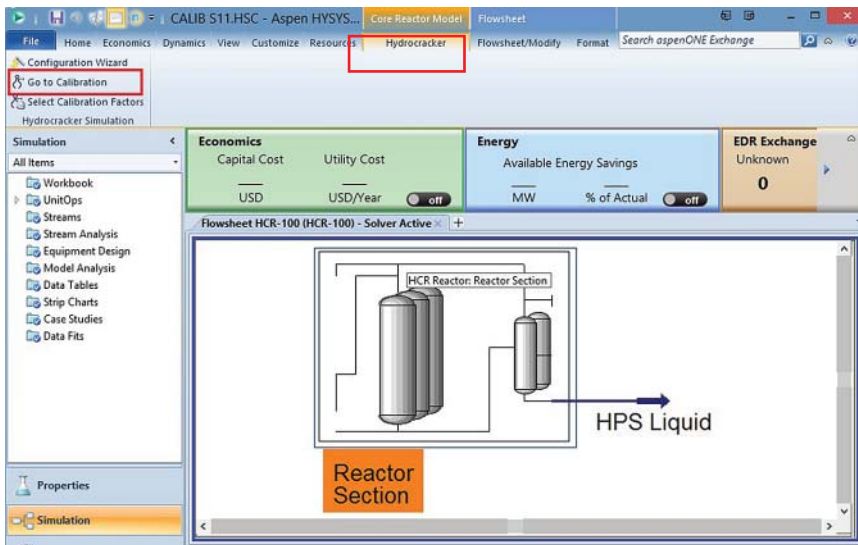 CALIB S11.HSC - Aspen HYSYS... Core Reactor Model Flowsheet
File Home Economics Dynamics View Customize Resources Hydrocracker Flowsheet/Modify Format Search aspenONE Exchange
Configuration Wizard
Go to Calibration
Select Calibration Factors
Hydrocracker Simulation
Simulation
All Items
Workbook
UnitOps
Streams
Stream Analysis
Equipment Design
Model Analysis
Data Tables
Strip Charts
Case Studies
Data Fits
Properties
Simulation
Economics
Capital Cost Utility Cost
USD USD/Year off
Energy
Available Energy Savings
MW % of Actual off
EDR Exchange
Unknown
0
Flowsheet HCR-100 (HCR-100) - Solver Active
HCR Reactor: Reactor Section
HPS Liquid
Reactor
Section